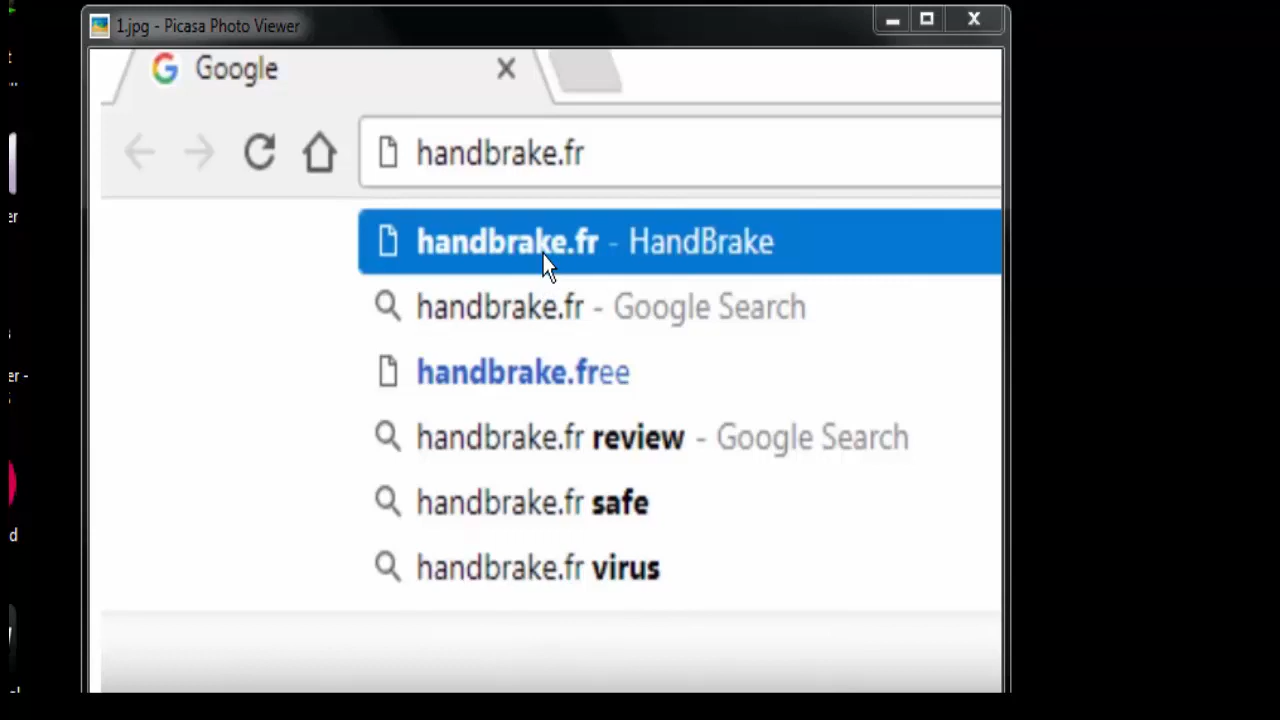 1.jpg - Picasa Photo Viewer
Google
handbrake.fr
handbrake.fr - HandBrake
handbrake.fr - Google Search
handbrake.free
handbrake.fr review - Google Search
handbrake.fr safe
handbrake.fr virus